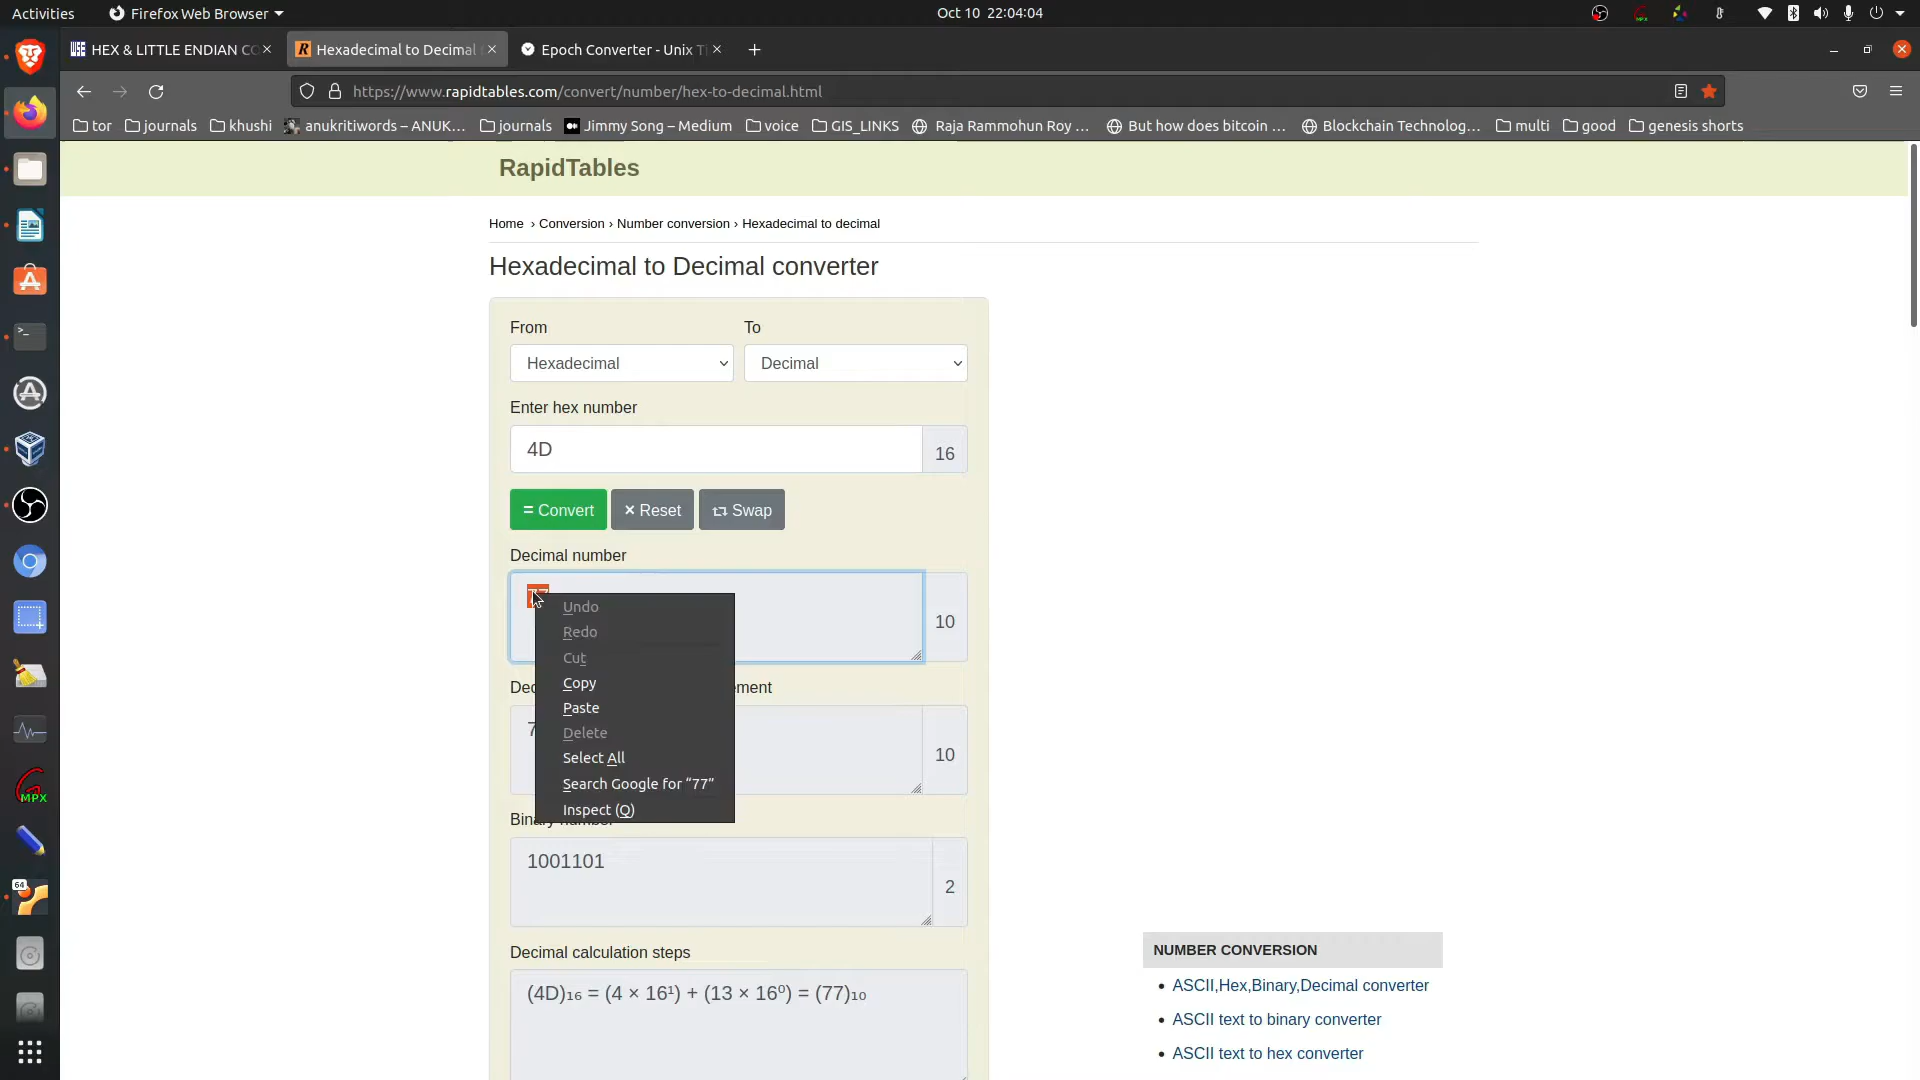 Activities
Firefox Web Browser
Oct 10 22:04:04
HEX & LITTLE ENDIAN CO
Hexadecimal to Decimal
Epoch Converter - Unix T
https://www.rapidtables.com/convert/number/hex-to-decimal.html
tor
journals
khushi
anukritiwords – ANUK…
journals
Jimmy Song – Medium
voice
GIS_LINKS
Raja Rammohun Roy …
But how does bitcoin …
Blockchain Technolog…
multi
good
genesis shorts
RapidTables
Home › Conversion › Number conversion › Hexadecimal to decimal
Hexadecimal to Decimal converter
From
To
Hexadecimal
Decimal
Enter hex number
4D
16
= Convert
× Reset
Swap
Decimal number
10
Undo
Redo
Cut
Copy
Paste
Delete
Select All
Search Google for “77”
Inspect (Q)
10
1001101
2
Decimal calculation steps
(4D)₁₆ = (4 × 16¹) + (13 × 16⁰) = (77)₁₀
NUMBER CONVERSION
ASCII,Hex,Binary,Decimal converter
ASCII text to binary converter
ASCII text to hex converter
>_
MPX
64